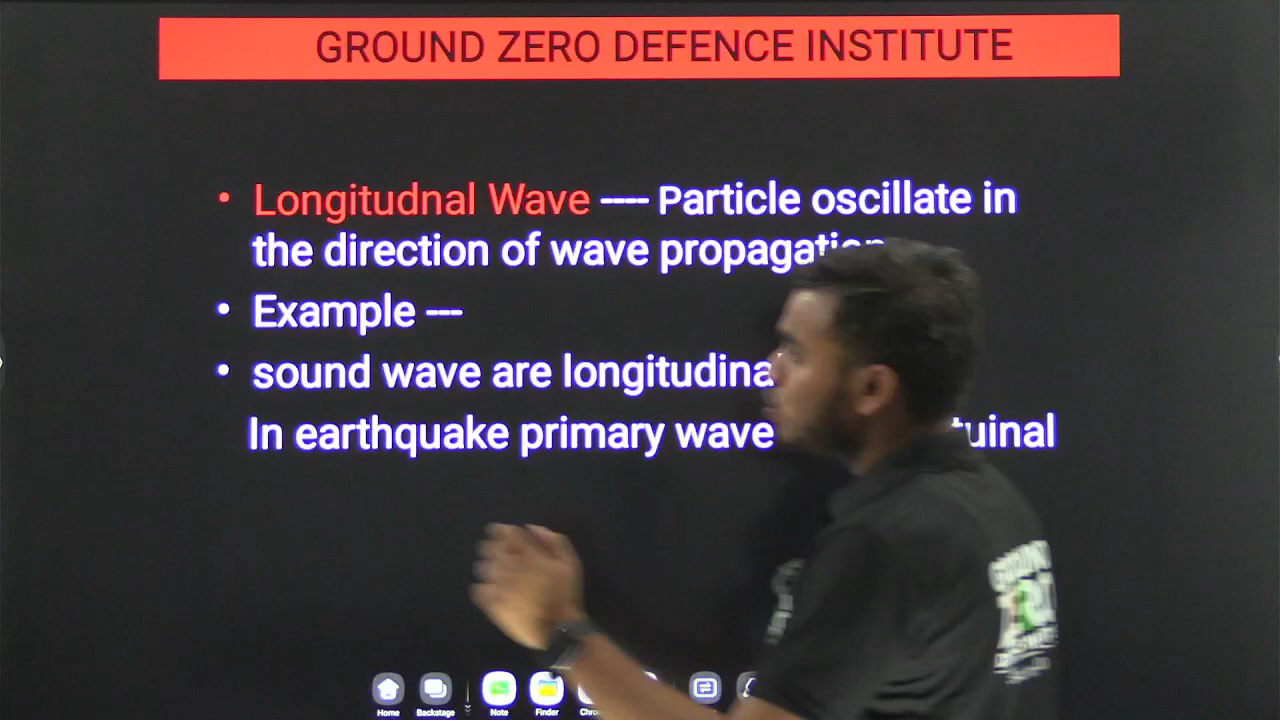 GROUND ZERO DEFENCE INSTITUTE
• Longitudnal Wave ---- Particle oscillate in
the direction of wave propagation
• Example ---
• sound wave are
In earthquake primary wave
Home Backstage Note Finder